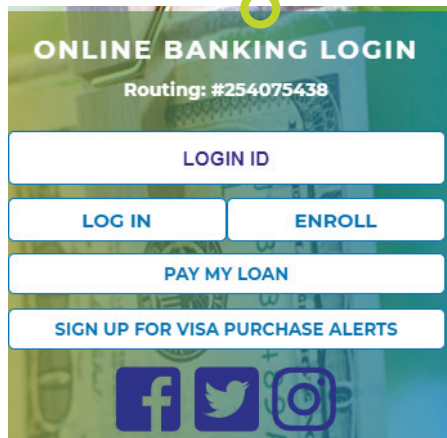 ONLINE BANKING LOGIN
Routing: #254075438
LOGIN ID
LOG IN
ENROLL
PAY MY LOAN
SIGN UP FOR VISA PURCHASE ALERTS